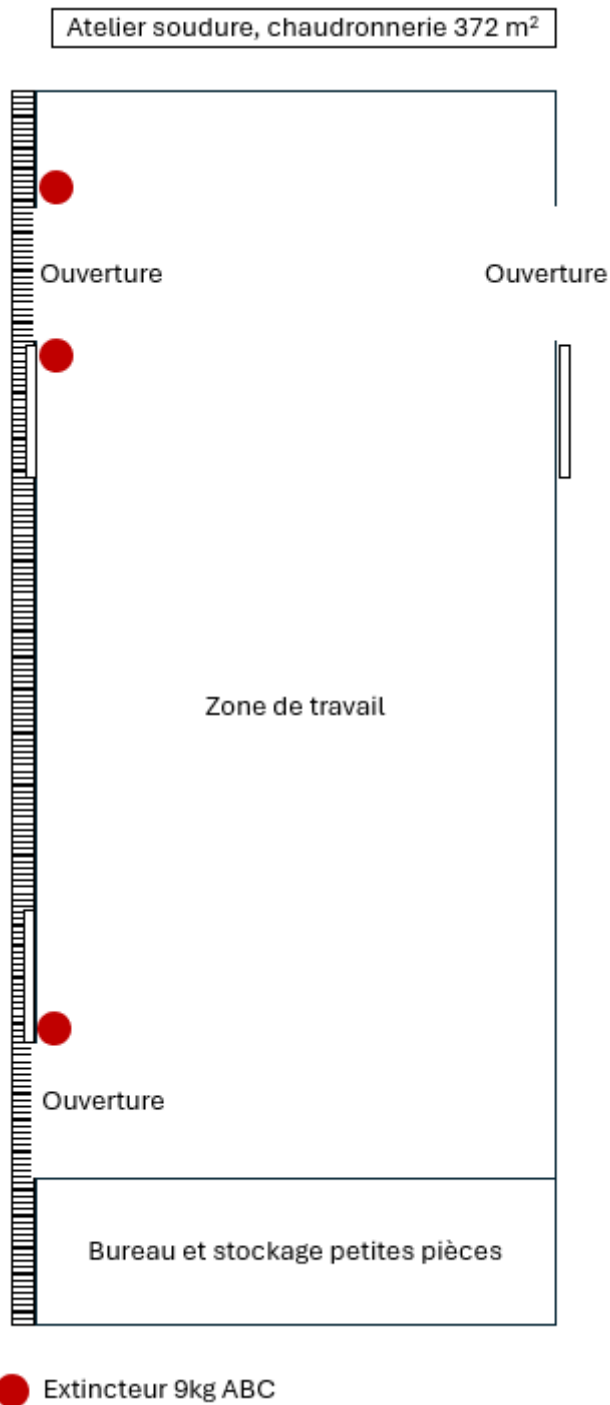 Atelier soudure, chaudronnerie 372 m²
Ouverture
Ouverture
Zone de travail
Ouverture
Bureau et stockage petites pièces
Extincteur 9kg ABC